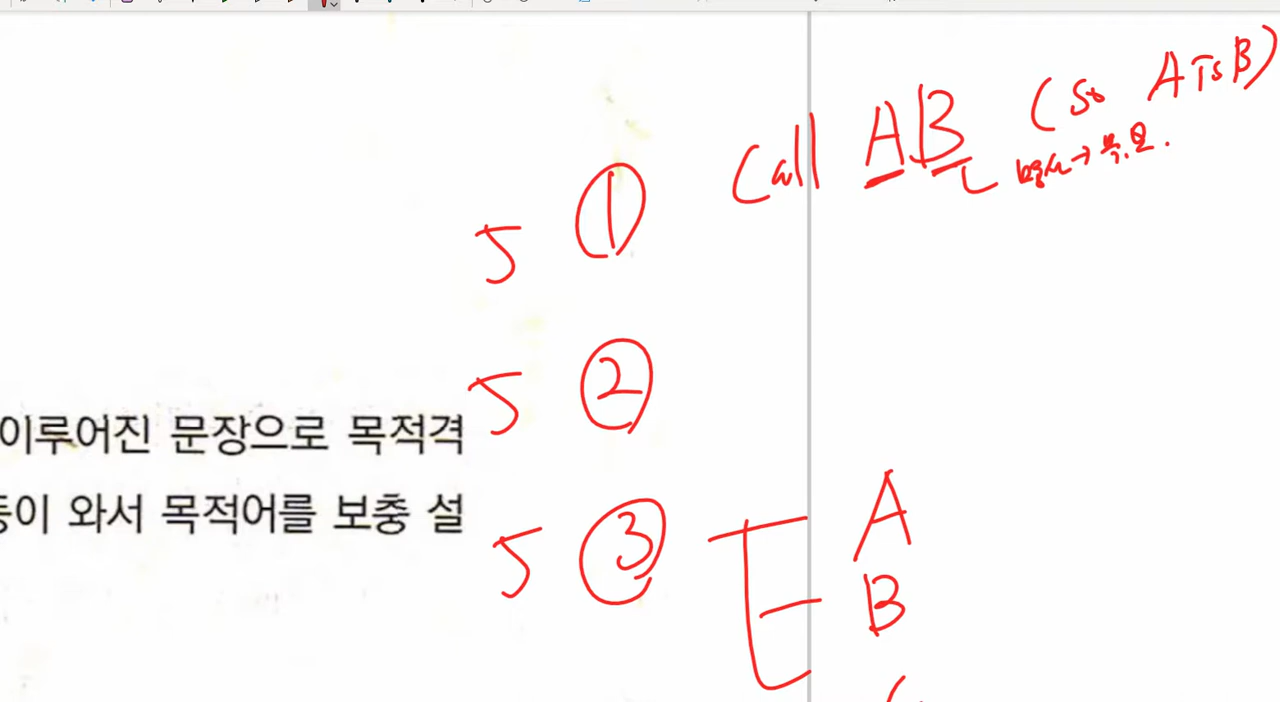 Call A B (so A is B)
명사 → 목.보.
5 ①
5 ②
이루어진 문장으로 목적격
등이 와서 목적어를 보충 설
5 ③
A
B